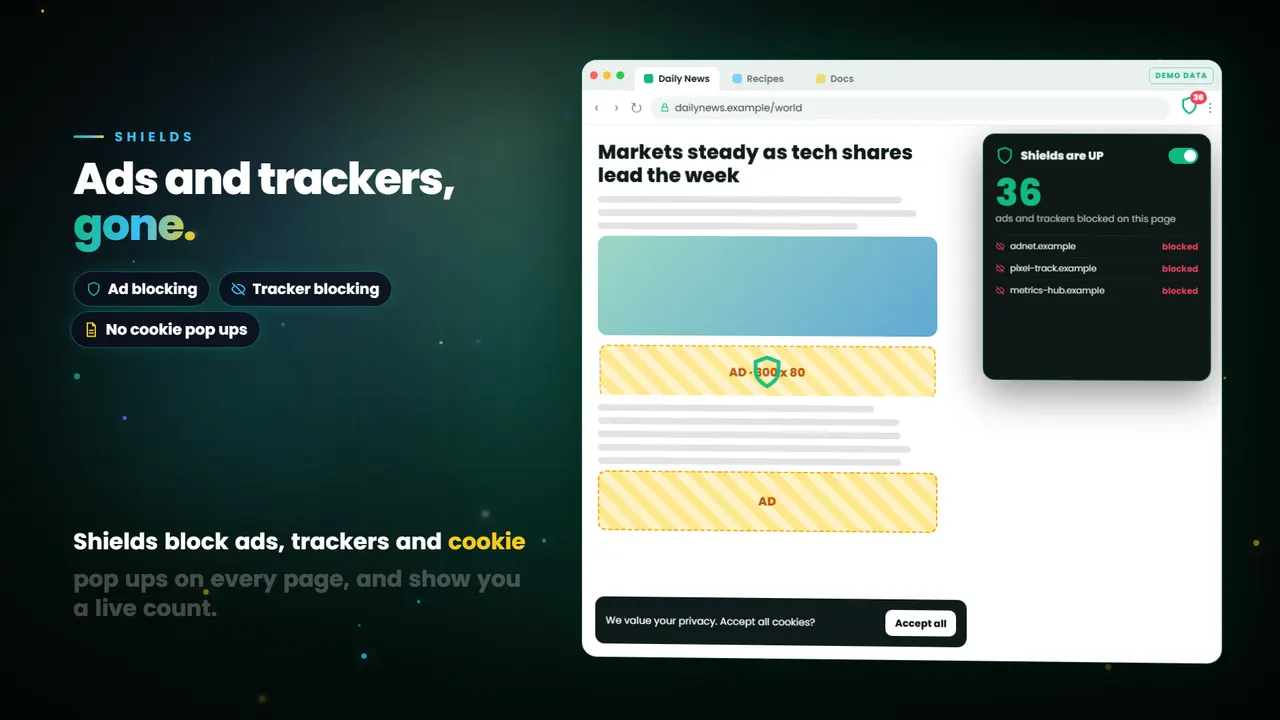 SHIELDS
Ads and trackers,
gone.
Ad blocking
Tracker blocking
No cookie pop ups
Shields block ads, trackers and cookie
pop ups on every page, and show you
a live count.
Daily News
Recipes
Docs
DEMO DATA
dailynews.example/world
36
Markets steady as tech shares
lead the week
AD · 300 x 80
AD
We value your privacy. Accept all cookies?
Accept all
Shields are UP
36
ads and trackers blocked on this page
adnet.example blocked
pixel-track.example blocked
metrics-hub.example blocked